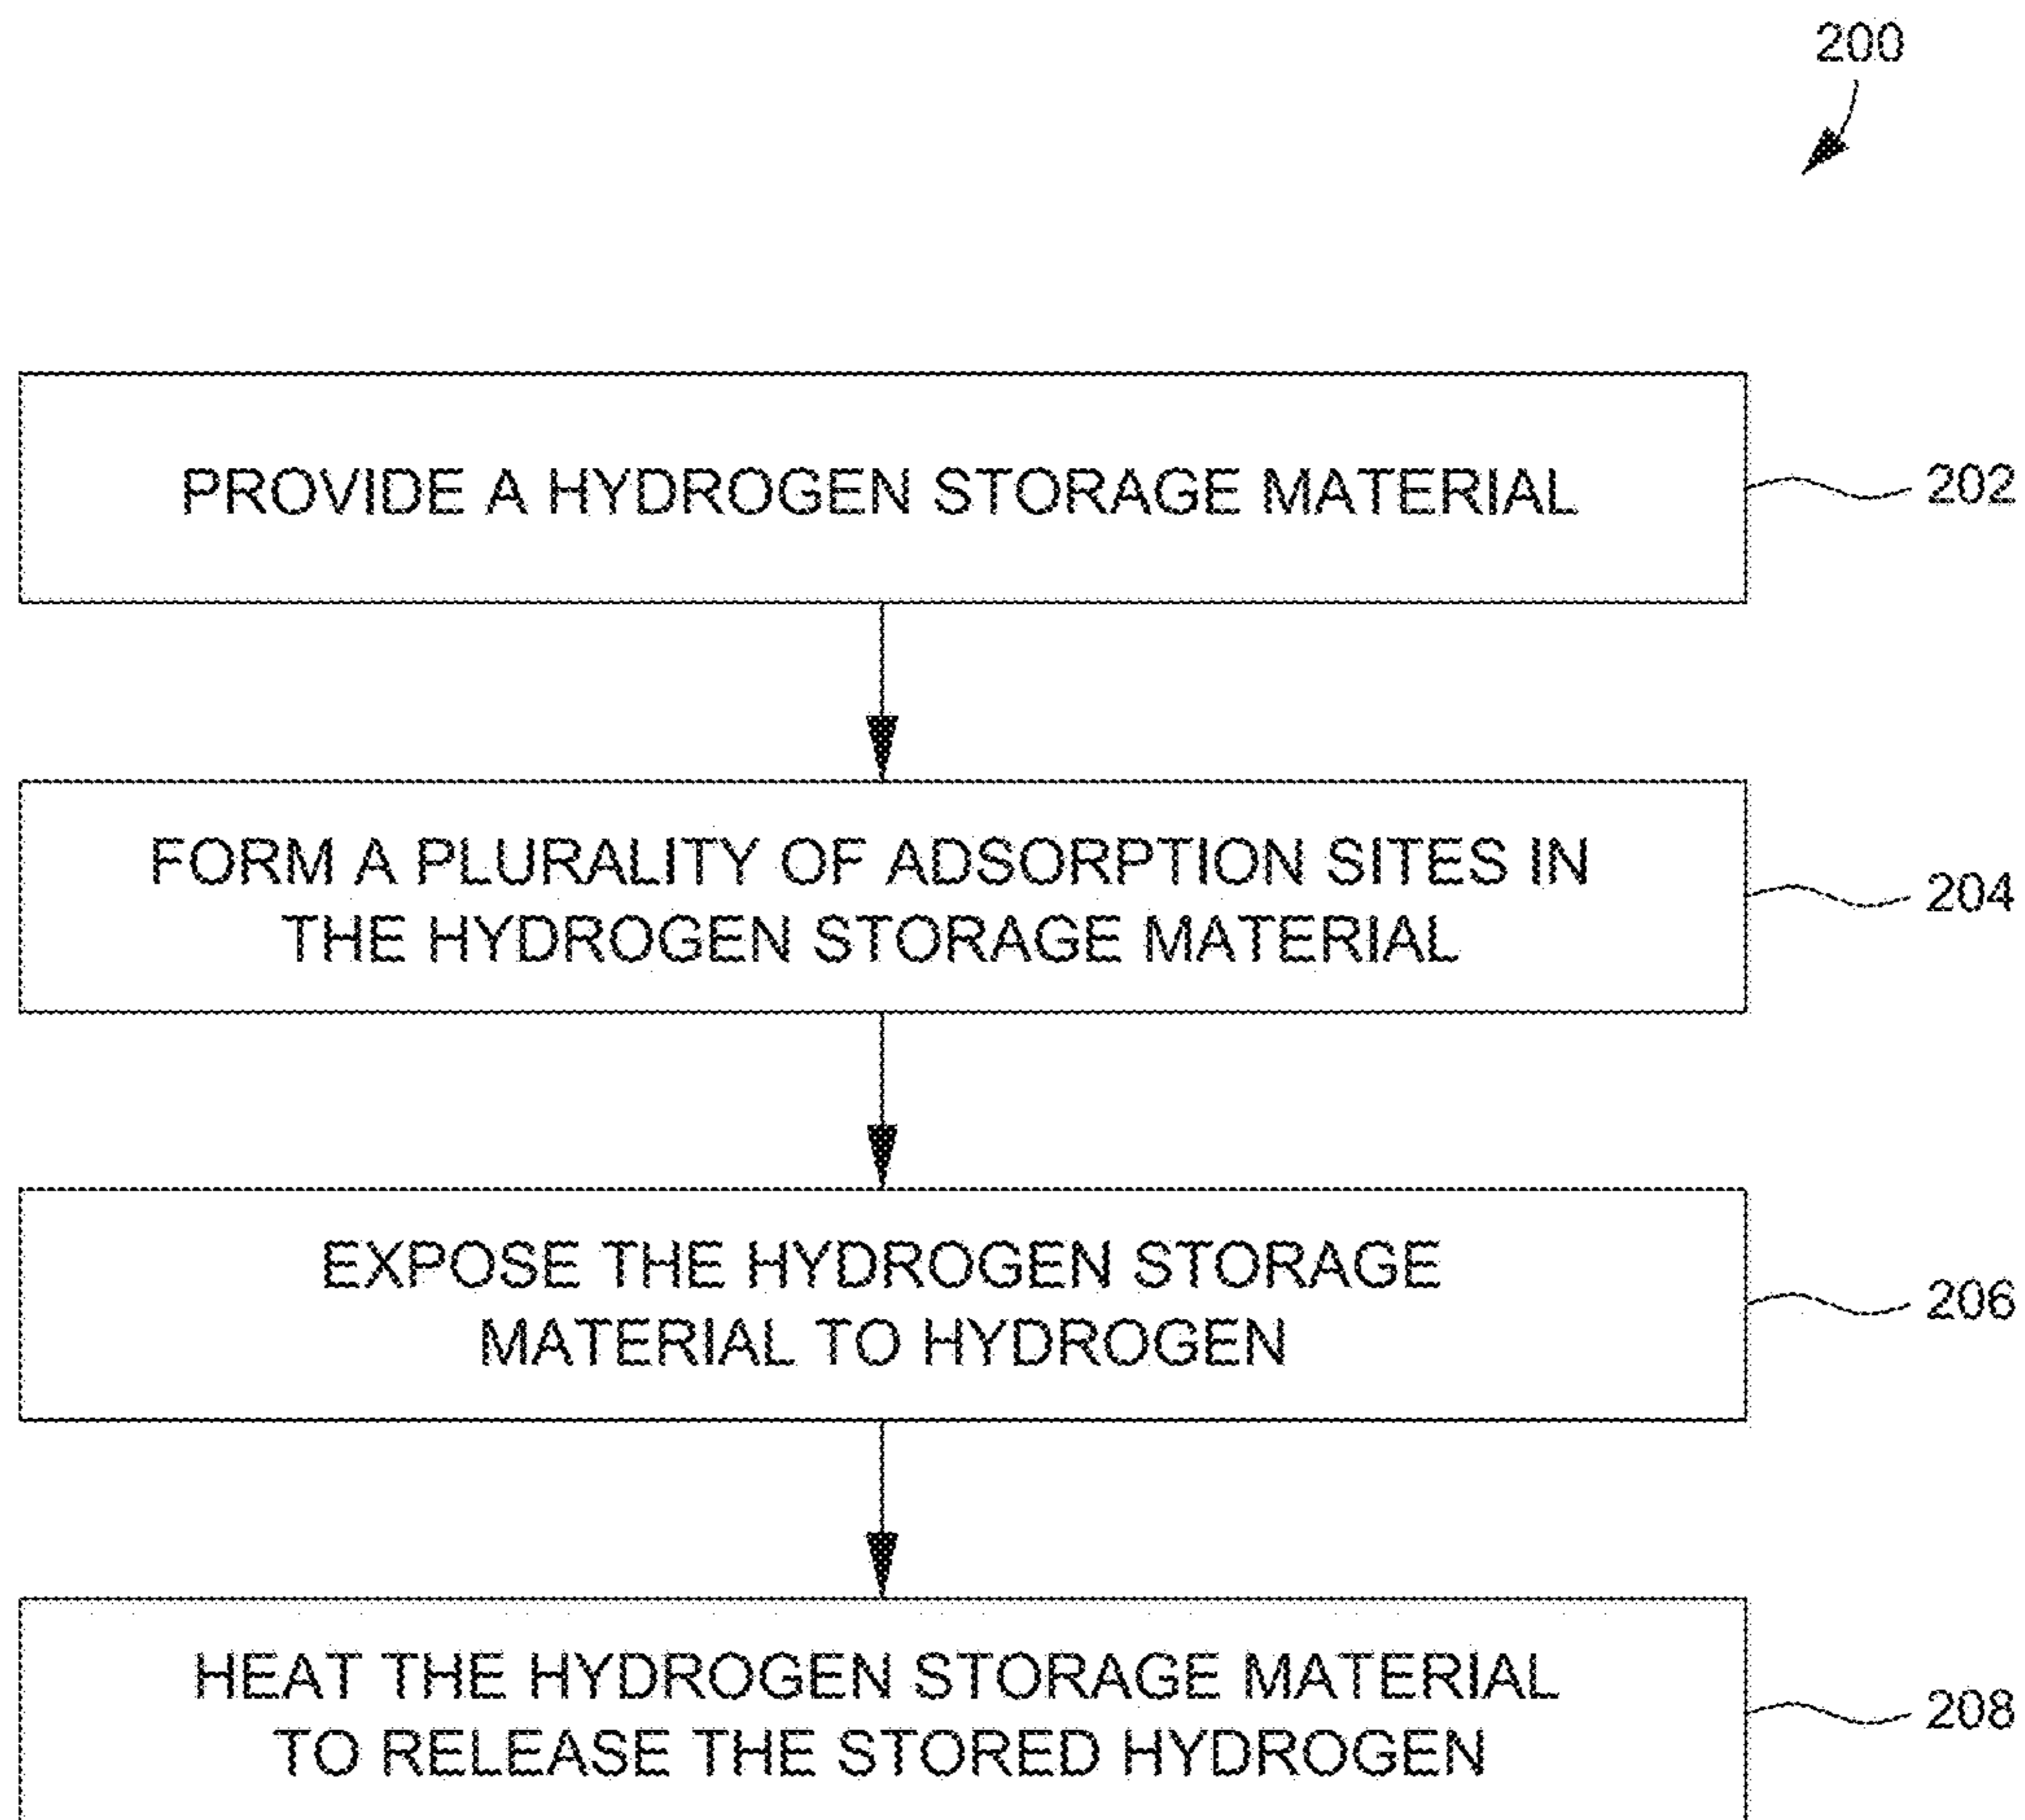 200
PROVIDE A HYDROGEN STORAGE MATERIAL
202
FORM A PLURALITY OF ADSORPTION SITES IN
THE HYDROGEN STORAGE MATERIAL
204
EXPOSE THE HYDROGEN STORAGE
MATERIAL TO HYDROGEN
206
HEAT THE HYDROGEN STORAGE MATERIAL
TO RELEASE THE STORED HYDROGEN
208